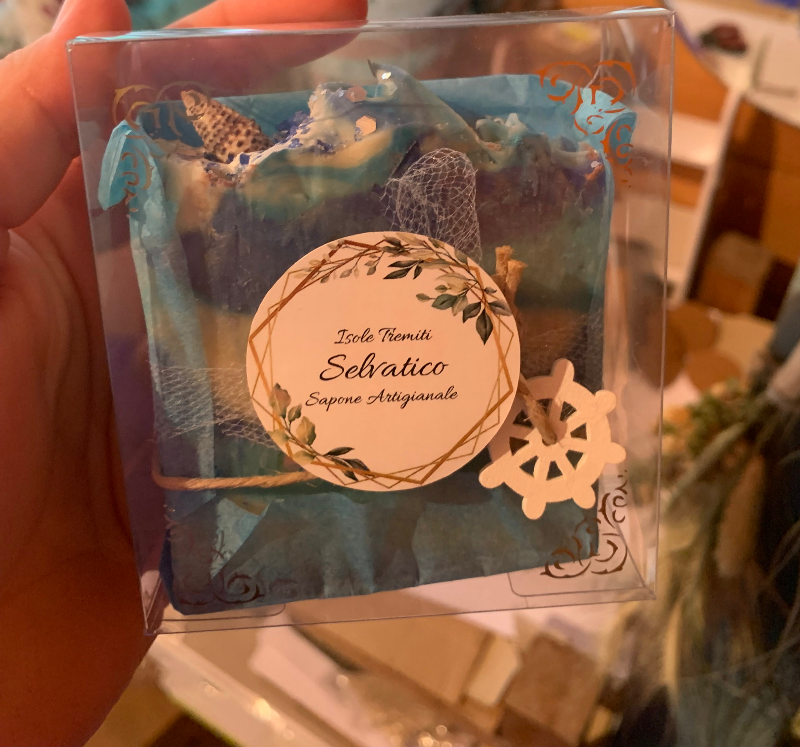 Isole Tremiti
Selvatico
Sapone Artigianale